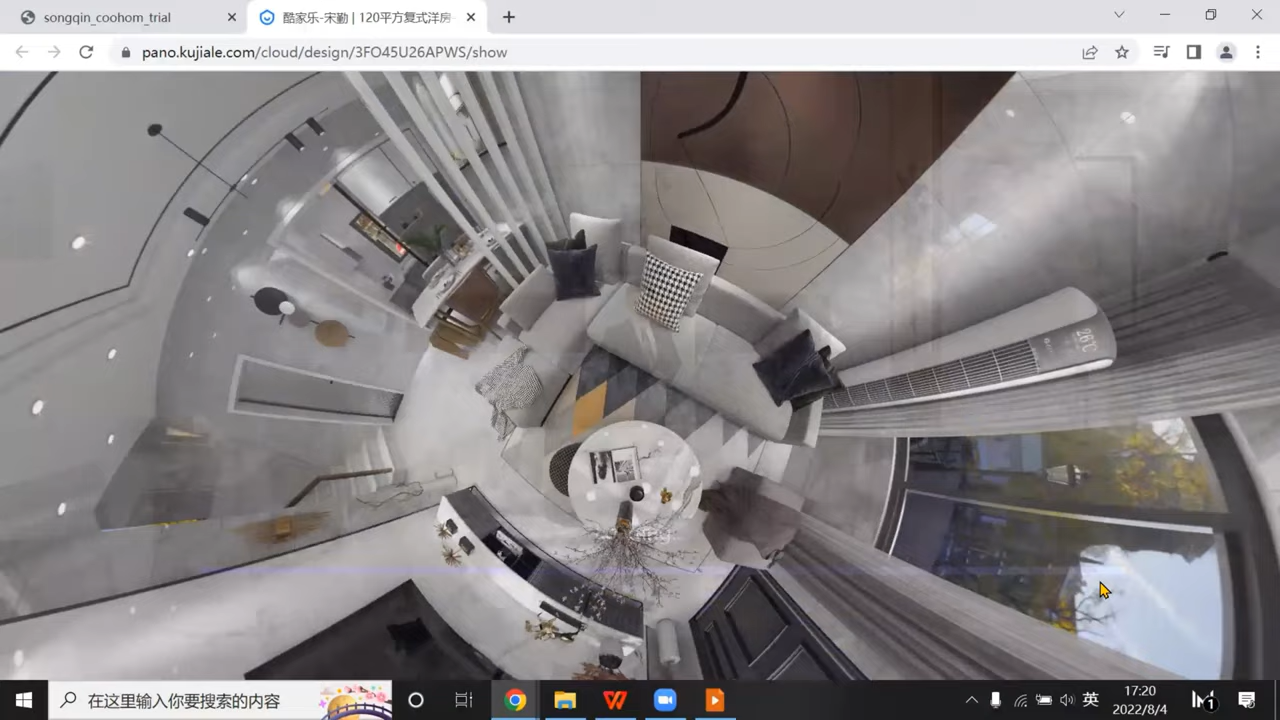 songqin_coohom_trial
酷家乐-宋勤 | 120平方复式洋房
pano.kujiale.com/cloud/design/3FO45U26APWS/show
26℃
在这里输入你要搜索的内容
英
17:20
2022/8/4
1